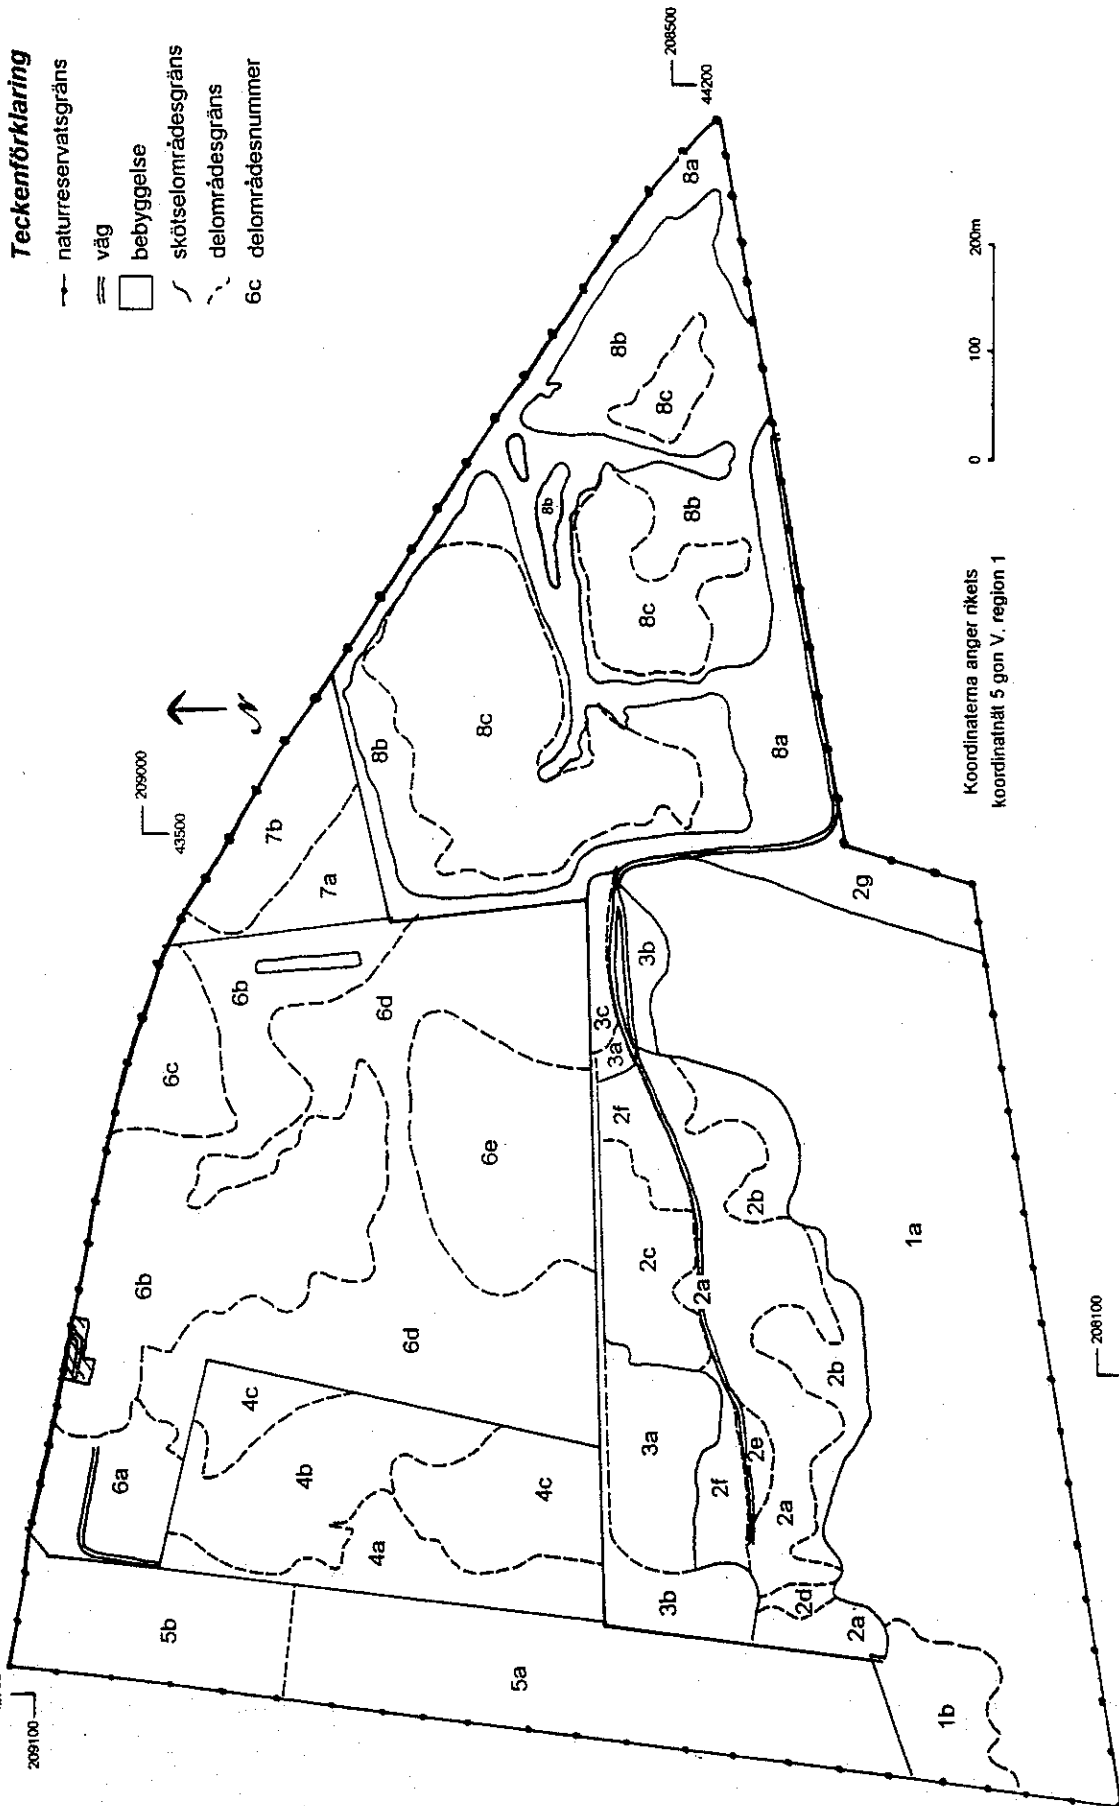 Teckenförklaring
naturreservatsgräns
väg
bebyggelse
skötselområdesgräns
delområdesgräns
6c delområdesnummer
209100
5b
5a
6a
6b
6c
6b
6d
6d
6e
4c
4b
4a
4c
7b
7a
209000
43500
N
8b
8c
8b
8b
8c
8b
8c
8a
8a
208500
44200
3a
3b
2f
2e
2a
2d
2a
2c
2a
2f
3a
3c
3b
2b
2b
2g
1a
1b
208100
0 100 200m
Koordinaterna anger rikets
koordinatnät 5 gon V. region 1